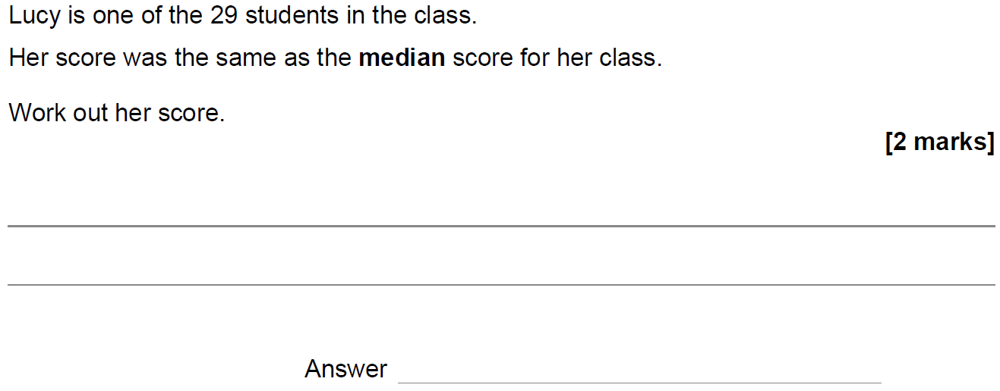 Lucy is one of the 29 students in the class.
Her score was the same as the median score for her class.
Work out her score.
[2 marks]
Answer